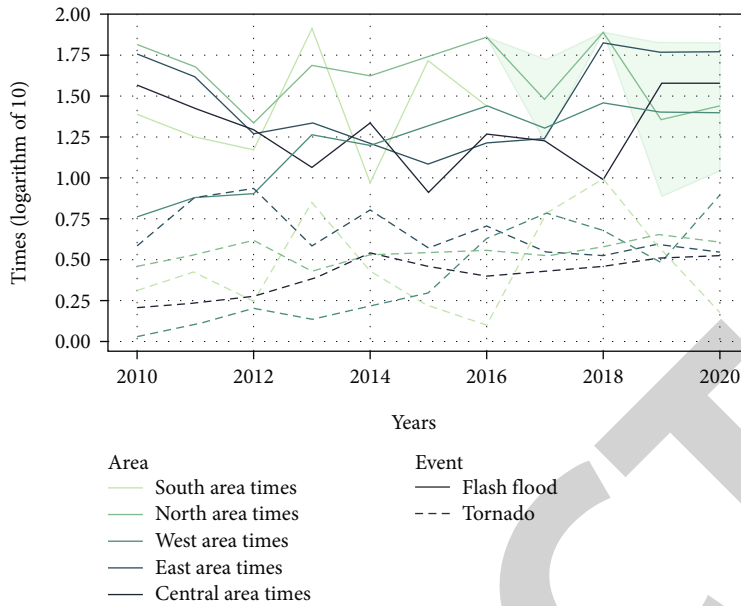 2.00
1.75
1.50
1.25
1.00
0.75
0.50
0.25
0.00
Times (logarithm of 10)
2010 2012 2014 2016 2018 2020
Years
Area
South area times
North area times
West area times
East area times
Central area times
Event
Flash flood
Tornado
CT